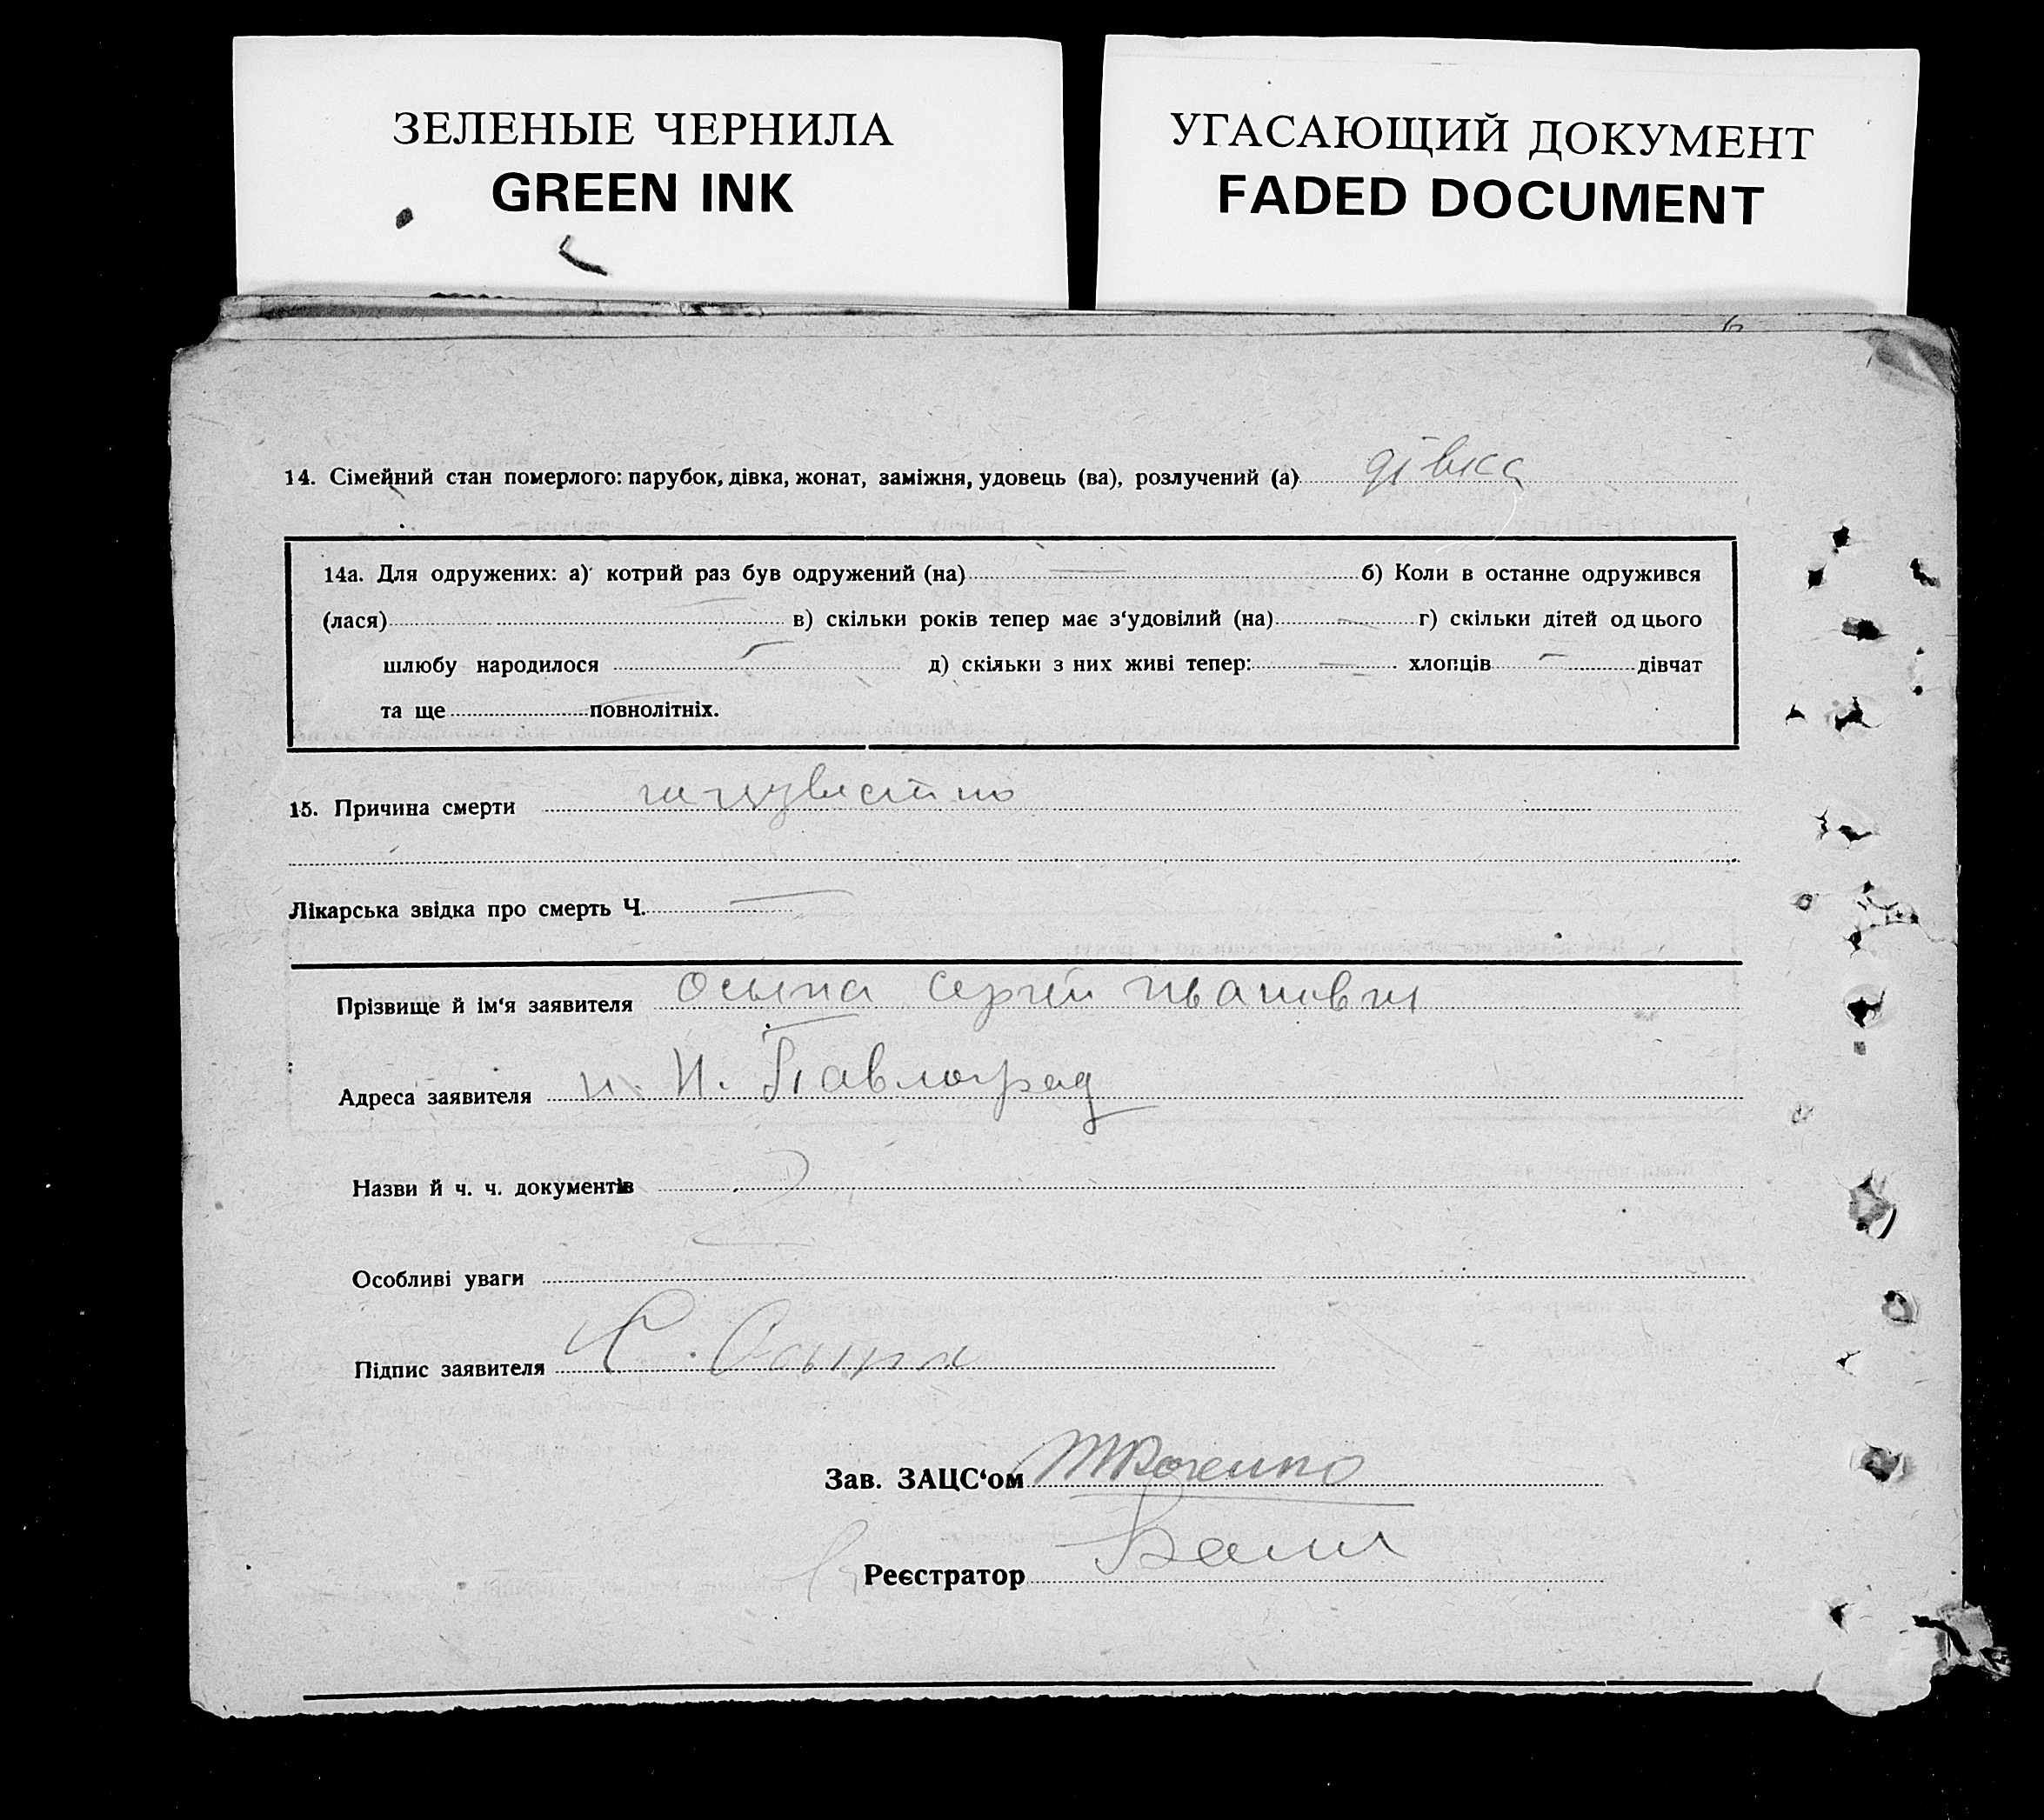 ЗЕЛЕНЫЕ ЧЕРНИЛА
GREEN INK
УГАСАЮЩИЙ ДОКУМЕНТ
FADED DOCUMENT
14. Сімейний стан померлого: парубок, дівка, жонат, заміжня, удовець (ва), розлучений (а) дівка
14а. Для одружених: а) котрий раз був одружений (на) — б) Коли в останне одружився
(лася) — в) скільки років тепер має з‘удовілий (на) — г) скільки дітей од цього
шлюбу народилося — д) скільки з них живі тепер: — хлопців — дівчат
та ще — повнолітніх.
15. Причина смерти
Лікарська звідка про смерть Ч. —
Прізвище й ім‘я заявителя Осыпа Сергій Иванович
Адреса заявителя Н. Павлоград
Назви й ч. ч. документів
Особливі уваги
Підпис заявителя С. Осыпа
Зав. ЗАЦС‘ом
Реєстратор